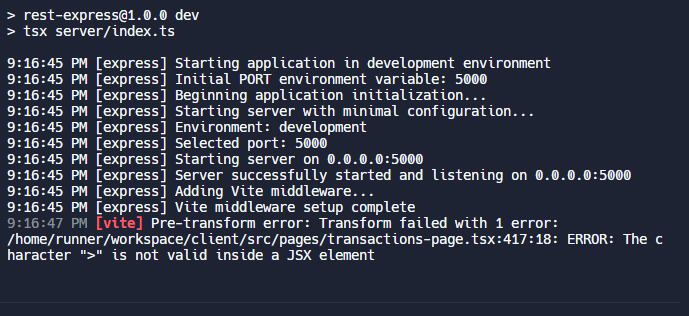 > rest-express@1.0.0 dev
> tsx server/index.ts
9:16:45 PM [express] Starting application in development environment
9:16:45 PM [express] Initial PORT environment variable: 5000
9:16:45 PM [express] Beginning application initialization...
9:16:45 PM [express] Starting server with minimal configuration...
9:16:45 PM [express] Environment: development
9:16:45 PM [express] Selected port: 5000
9:16:45 PM [express] Starting server on 0.0.0.0:5000
9:16:45 PM [express] Server successfully started and listening on 0.0.0.0:5000
9:16:45 PM [express] Adding Vite middleware...
9:16:45 PM [express] Vite middleware setup complete
9:16:47 PM [vite] Pre-transform error: Transform failed with 1 error:
/home/runner/workspace/client/src/pages/transactions-page.tsx:417:18: ERROR: The c
haracter ">" is not valid inside a JSX element